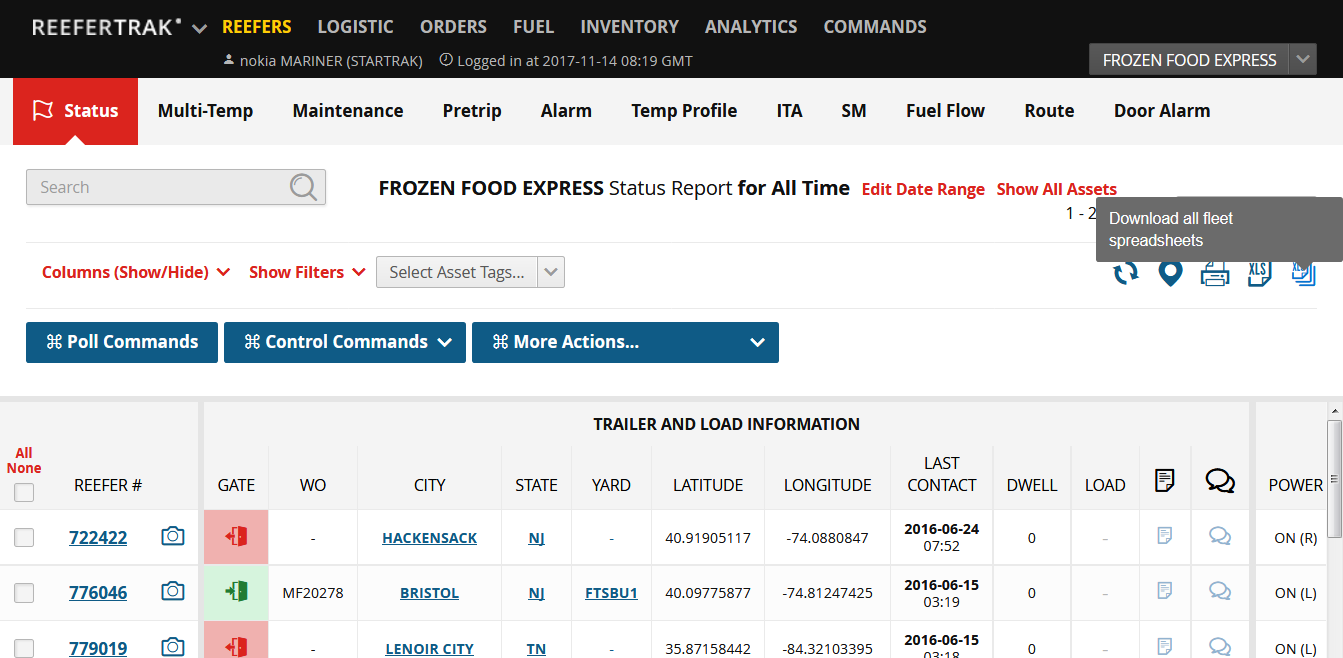 REEFERTRAK REEFERS LOGISTIC ORDERS FUEL INVENTORY ANALYTICS COMMANDS
nokia MARINER (STARTRAK) Logged in at 2017-11-14 08:19 GMT
FROZEN FOOD EXPRESS
Status Multi-Temp Maintenance Pretrip Alarm Temp Profile ITA SM Fuel Flow Route Door Alarm
Search
FROZEN FOOD EXPRESS Status Report for All Time Edit Date Range Show All Assets
1 - 2
Download all fleet
spreadsheets
Columns (Show/Hide) Show Filters Select Asset Tags...
XLS
⌘ Poll Commands ⌘ Control Commands ⌘ More Actions...
TRAILER AND LOAD INFORMATION
All
None
REEFER # GATE WO CITY STATE YARD LATITUDE LONGITUDE LAST CONTACT DWELL LOAD POWER
722422 - HACKENSACK NJ - 40.91905117 -74.0880847 2016-06-24 07:52 0 - ON (R)
776046 MF20278 BRISTOL NJ FTSBU1 40.09775877 -74.81247425 2016-06-15 03:19 0 - ON (L)
779019 - LENOIR CITY TN - 35.87158442 -84.32103395 2016-06-15 03:18 0 - ON (L)